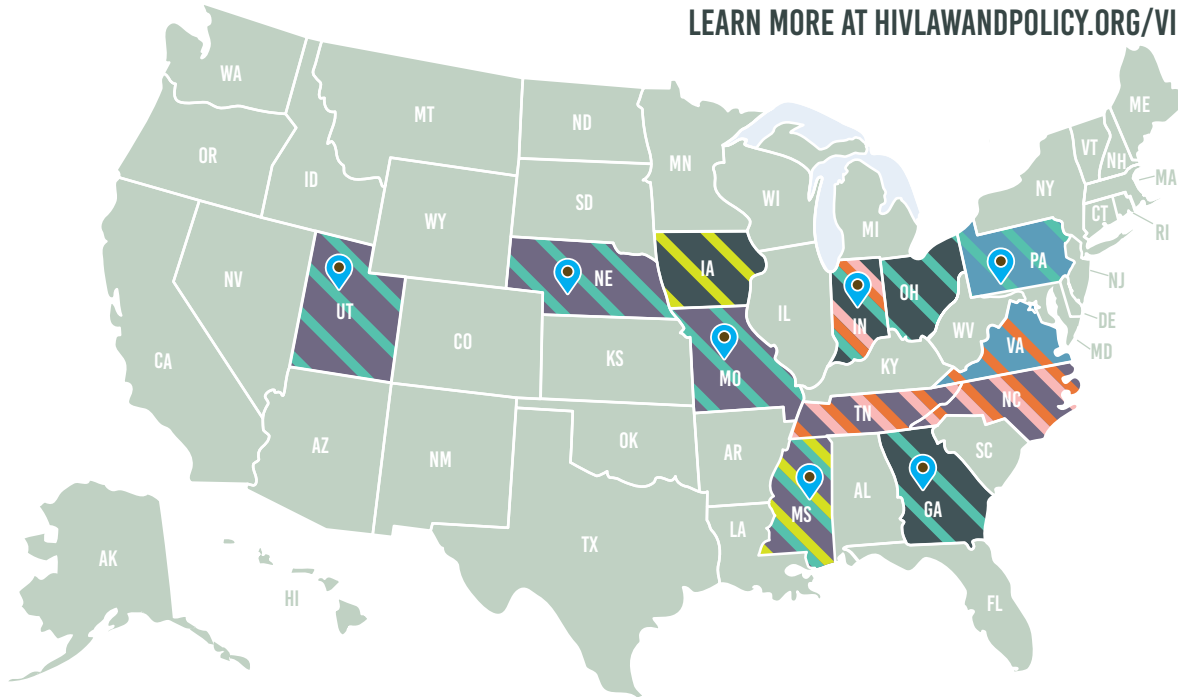 LEARN MORE AT HIVLAWANDPOLICY.ORG/VI
WA
MT
ND
MN
ME
VT
NH
OR
ID
SD
WI
NY
MA
WY
MI
CT
RI
NV
UT
NE
IA
PA
NJ
IL
IN
OH
DE
CA
CO
KS
MO
WV
VA
MD
KY
AZ
NM
OK
AR
TN
NC
SC
MS
AL
GA
LA
TX
AK
HI
FL